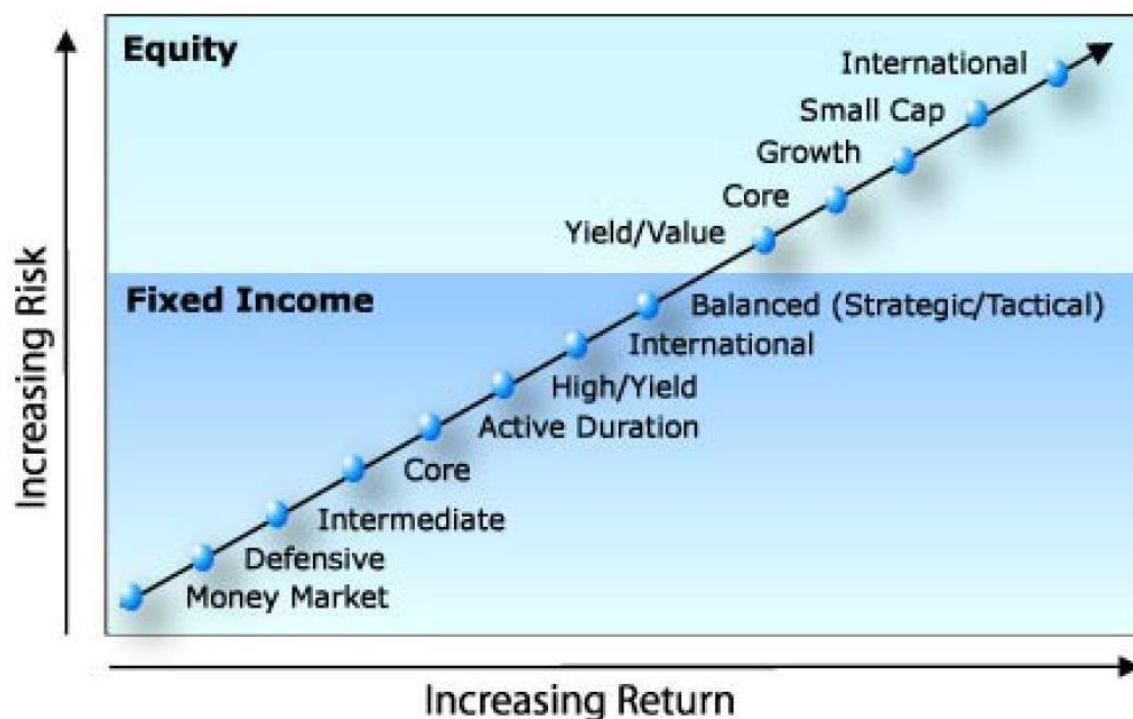 Equity
International
Small Cap
Growth
Core
Yield/Value
Fixed Income
Balanced (Strategic/Tactical)
International
High/Yield
Active Duration
Core
Intermediate
Defensive
Money Market
Increasing Risk
Increasing Return